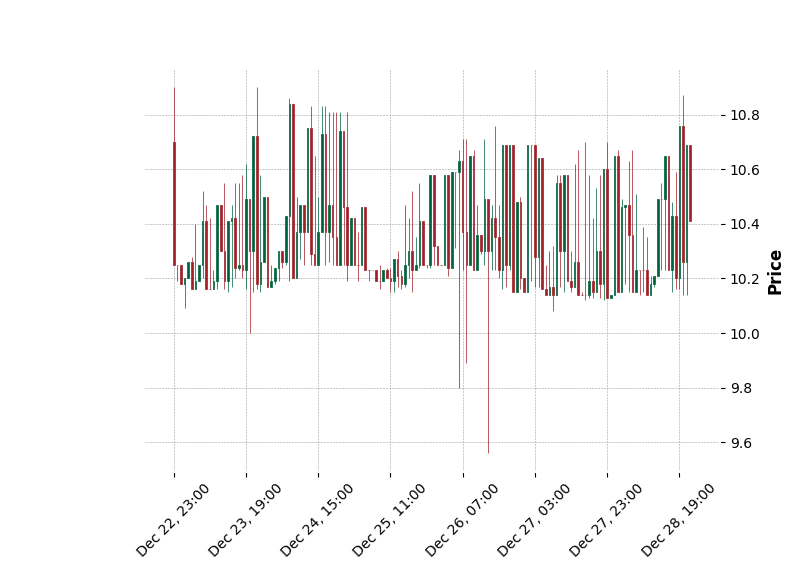 10.8
10.6
10.4
10.2
10.0
9.8
9.6
Price
Dec 22, 23:00
Dec 23, 19:00
Dec 24, 15:00
Dec 25, 11:00
Dec 26, 07:00
Dec 27, 03:00
Dec 27, 23:00
Dec 28, 19:00